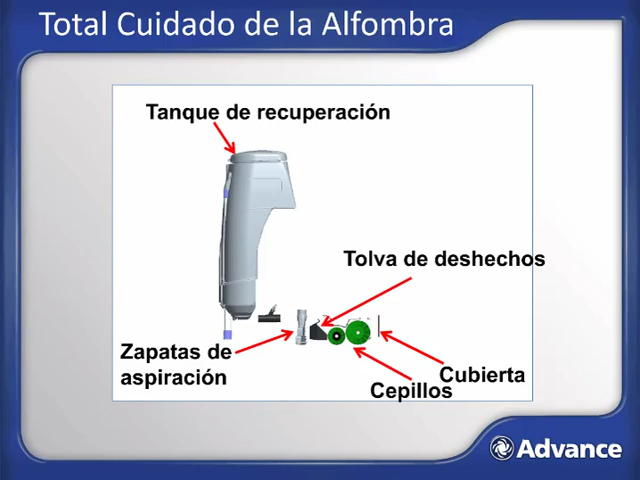 Total Cuidado de la Alfombra
Tanque de recuperación
Tolva de deshechos
Zapatas de
aspiración
Cubierta
Cepillos
Advance